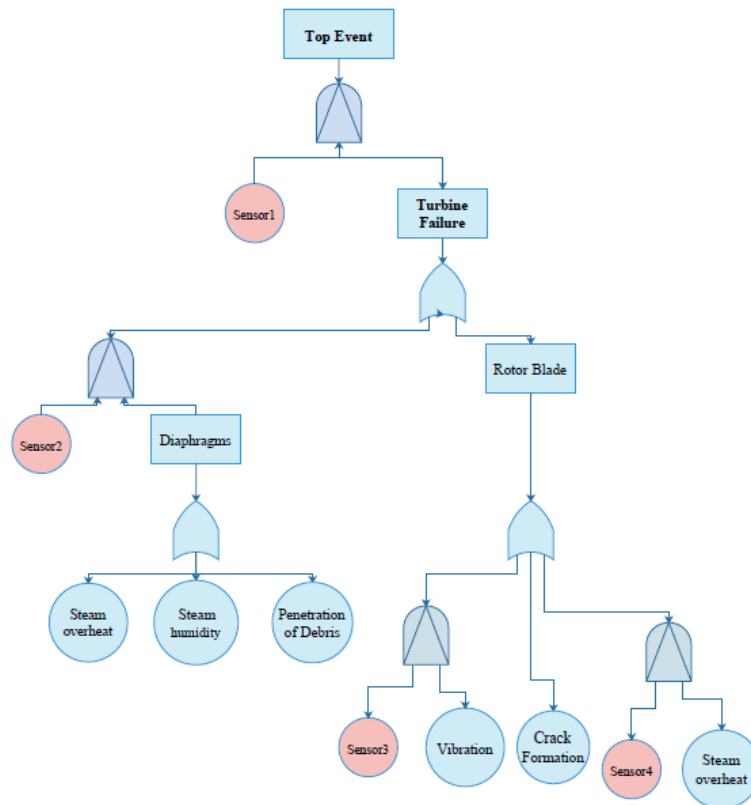 Top Event
Sensor1
Turbine
Failure
Rotor Blade
Sensor2
Diaphragms
Steam
overheat
Steam
humidity
Penetration
of Debris
Sensor3
Vibration
Crack
Formation
Sensor4
Steam
overheat